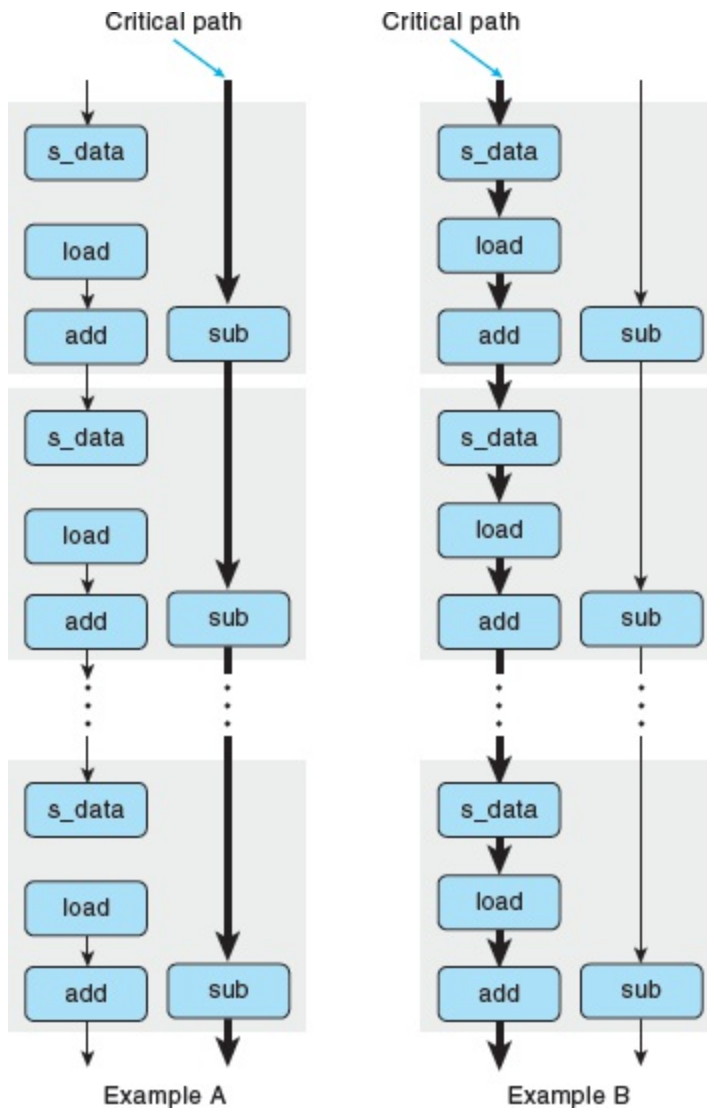 Critical path
Critical path
s_data
load
add
sub
s_data
load
add
sub
s_data
load
add
sub
Example A
s_data
load
add
sub
s_data
load
add
sub
s_data
load
add
sub
Example B